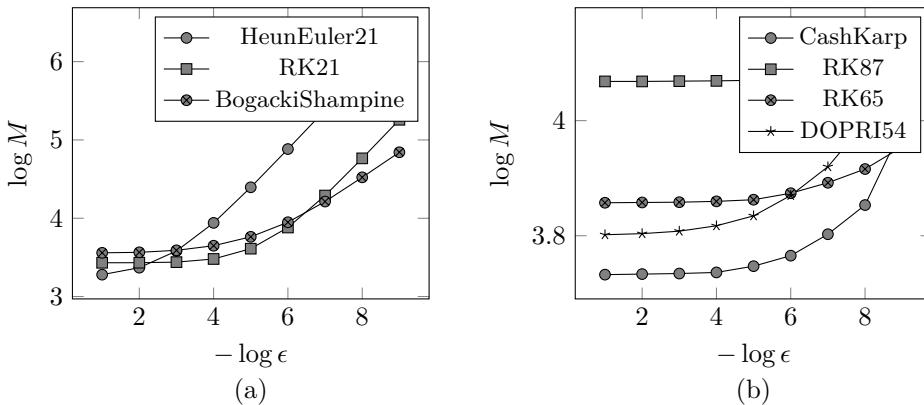 HeunEuler21
RK21
BogackiShampine
6
5
4
3
log M
2 4 6 8
− log ϵ
(a)
CashKarp
RK87
RK65
DOPRI54
4
3.8
log M
2 4 6 8
− log ϵ
(b)